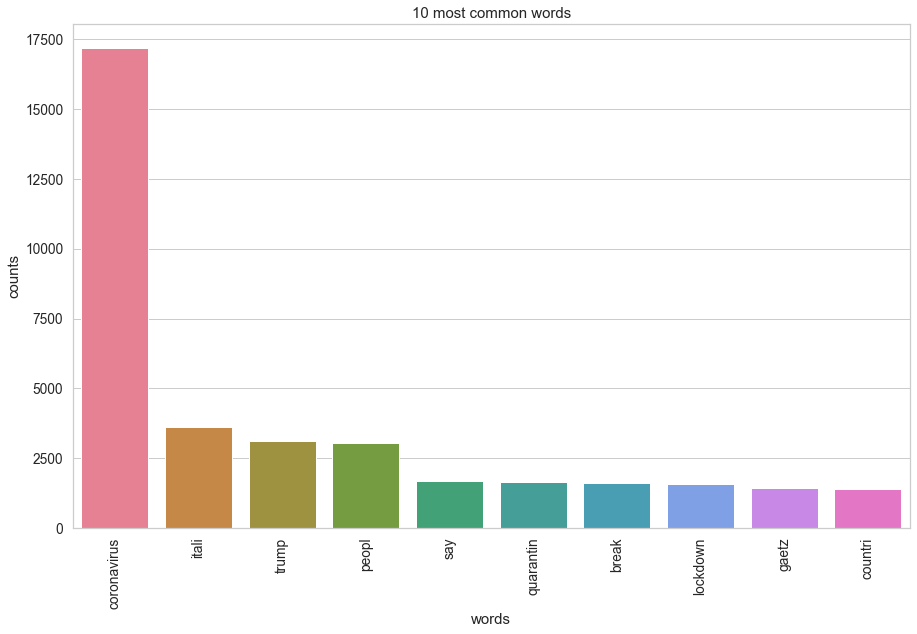 10 most common words
counts
17500
15000
12500
10000
7500
5000
2500
0
coronavirus
itali
trump
peopl
say
quarantin
break
lockdown
gaetz
countri
words